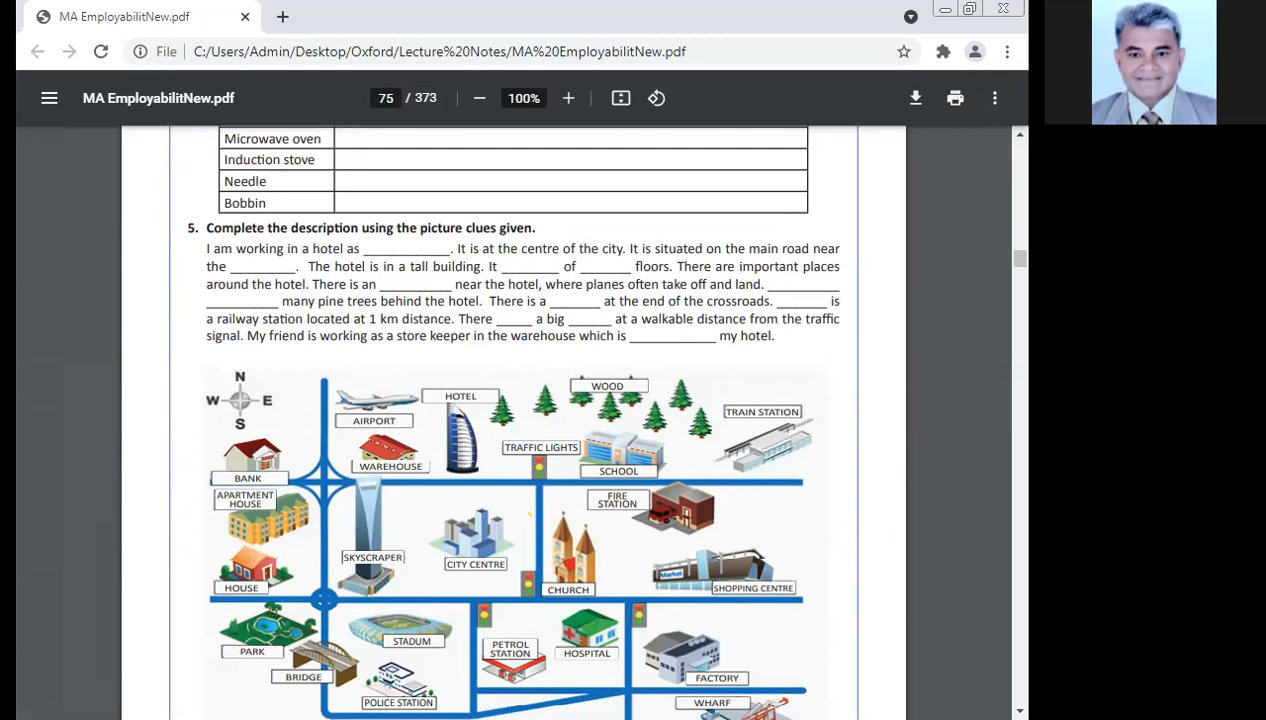 MA EmployabilitNew.pdf
File C:/Users/Admin/Desktop/Oxford/Lecture%20Notes/MA%20EmployabilitNew.pdf
MA EmployabilitNew.pdf 75 / 373 100%
Microwave oven
Induction stove
Needle
Bobbin
5. Complete the description using the picture clues given.
I am working in a hotel as _____________. It is at the centre of the city. It is situated on the main road near
the __________. The hotel is in a tall building. It _________ of ________ floors. There are important places
around the hotel. There is an ___________ near the hotel, where planes often take off and land. ___________
___________ many pine trees behind the hotel. There is a ________ at the end of the crossroads. ________ is
a railway station located at 1 km distance. There _____ a big ______ at a walkable distance from the traffic
signal. My friend is working as a store keeper in the warehouse which is _____________ my hotel.
N
W E
S
AIRPORT
HOTEL
WOOD
TRAIN STATION
BANK
WAREHOUSE
TRAFFIC LIGHTS
SCHOOL
APARTMENT
HOUSE
SKYSCRAPER
CITY CENTRE
FIRE
STATION
HOUSE
CHURCH
Market
SHOPPING CENTRE
PARK
STADUM
PETROL
STATION
HOSPITAL
BRIDGE
POLICE STATION
FACTORY
WHARF